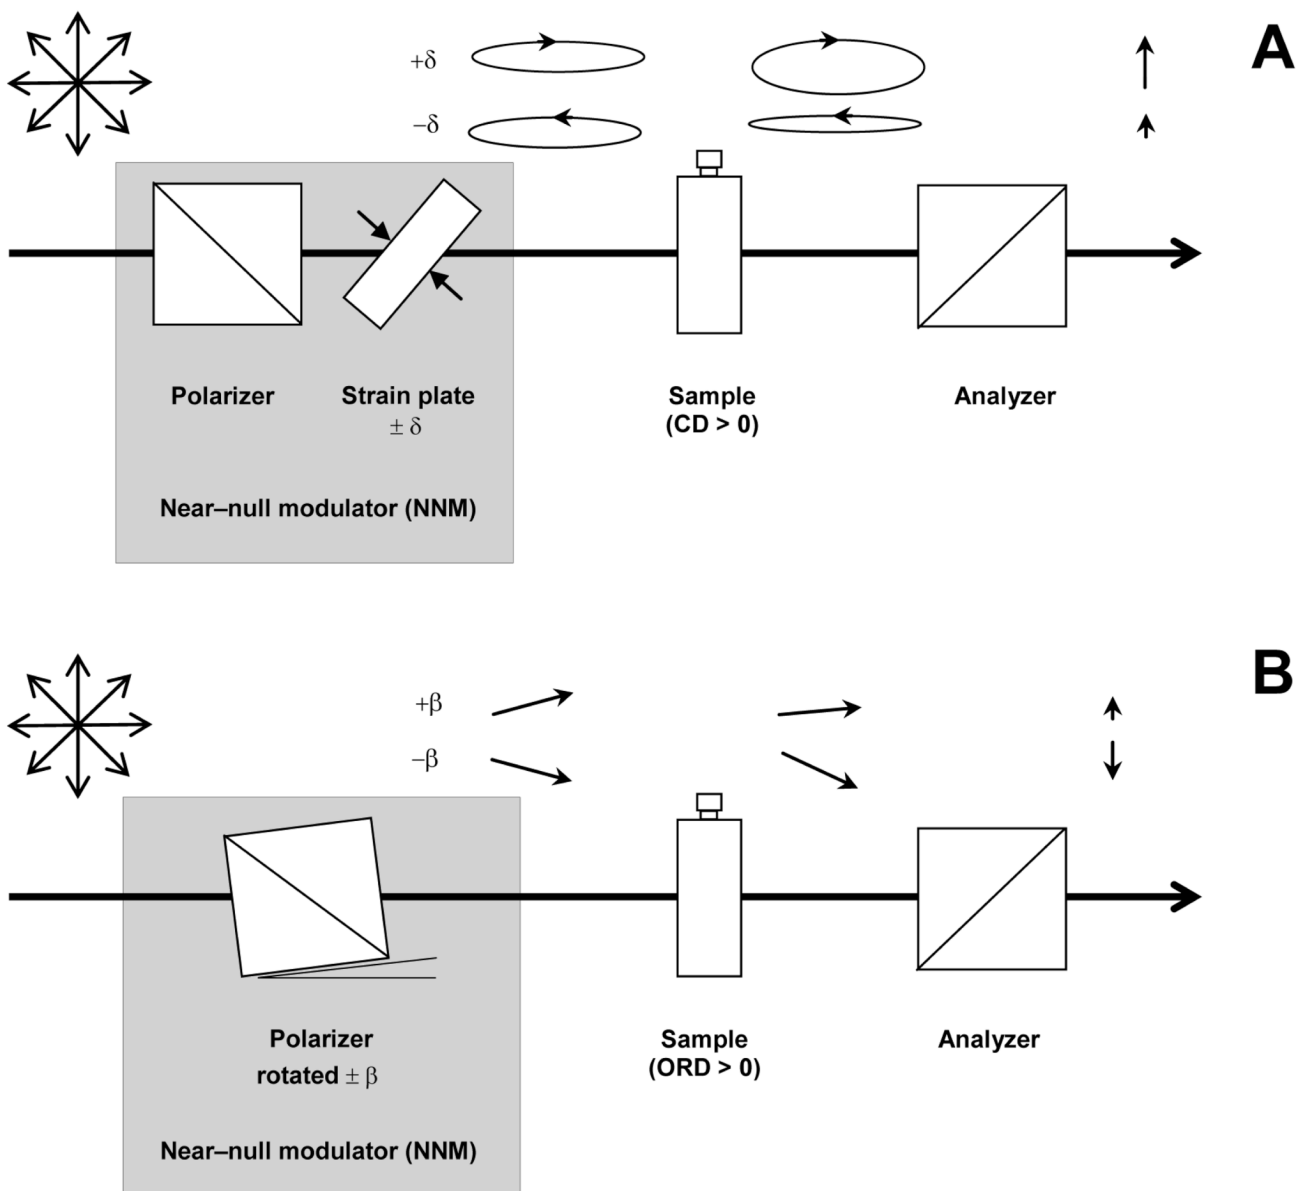 A
+δ
−δ
Polarizer
Strain plate
± δ
Sample
(CD > 0)
Analyzer
Near–null modulator (NNM)
B
+β
−β
Polarizer
rotated ± β
Sample
(ORD > 0)
Analyzer
Near–null modulator (NNM)